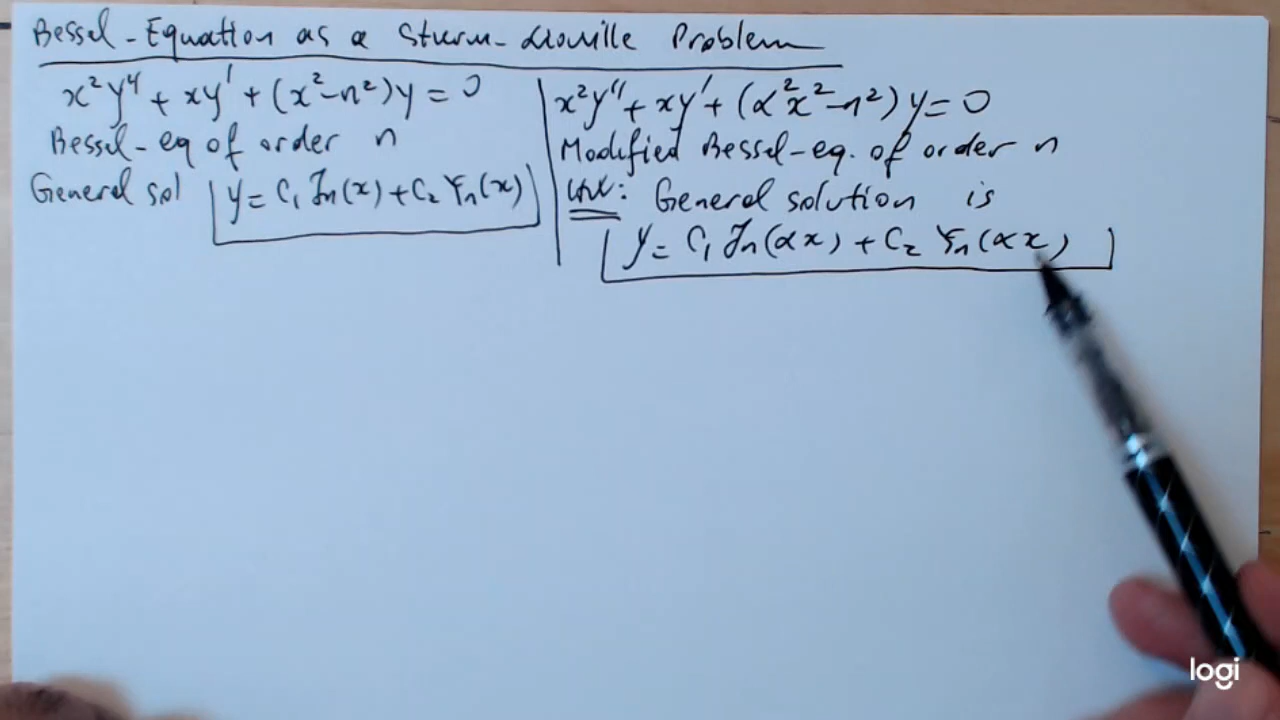 Bessel-Equation as a Sturm-Liouville Problem
x²y'' + xy' + (x²-n²)y = 0
Bessel-eq of order n
General sol y = C₁ Jn(x) + C₂ Yn(x)
x²y'' + xy' + (α²x²-n²)y = 0
Modified Bessel-eq. of order n
General solution is
y = C₁ Jn(αx) + C₂ Yn(αx)
logi